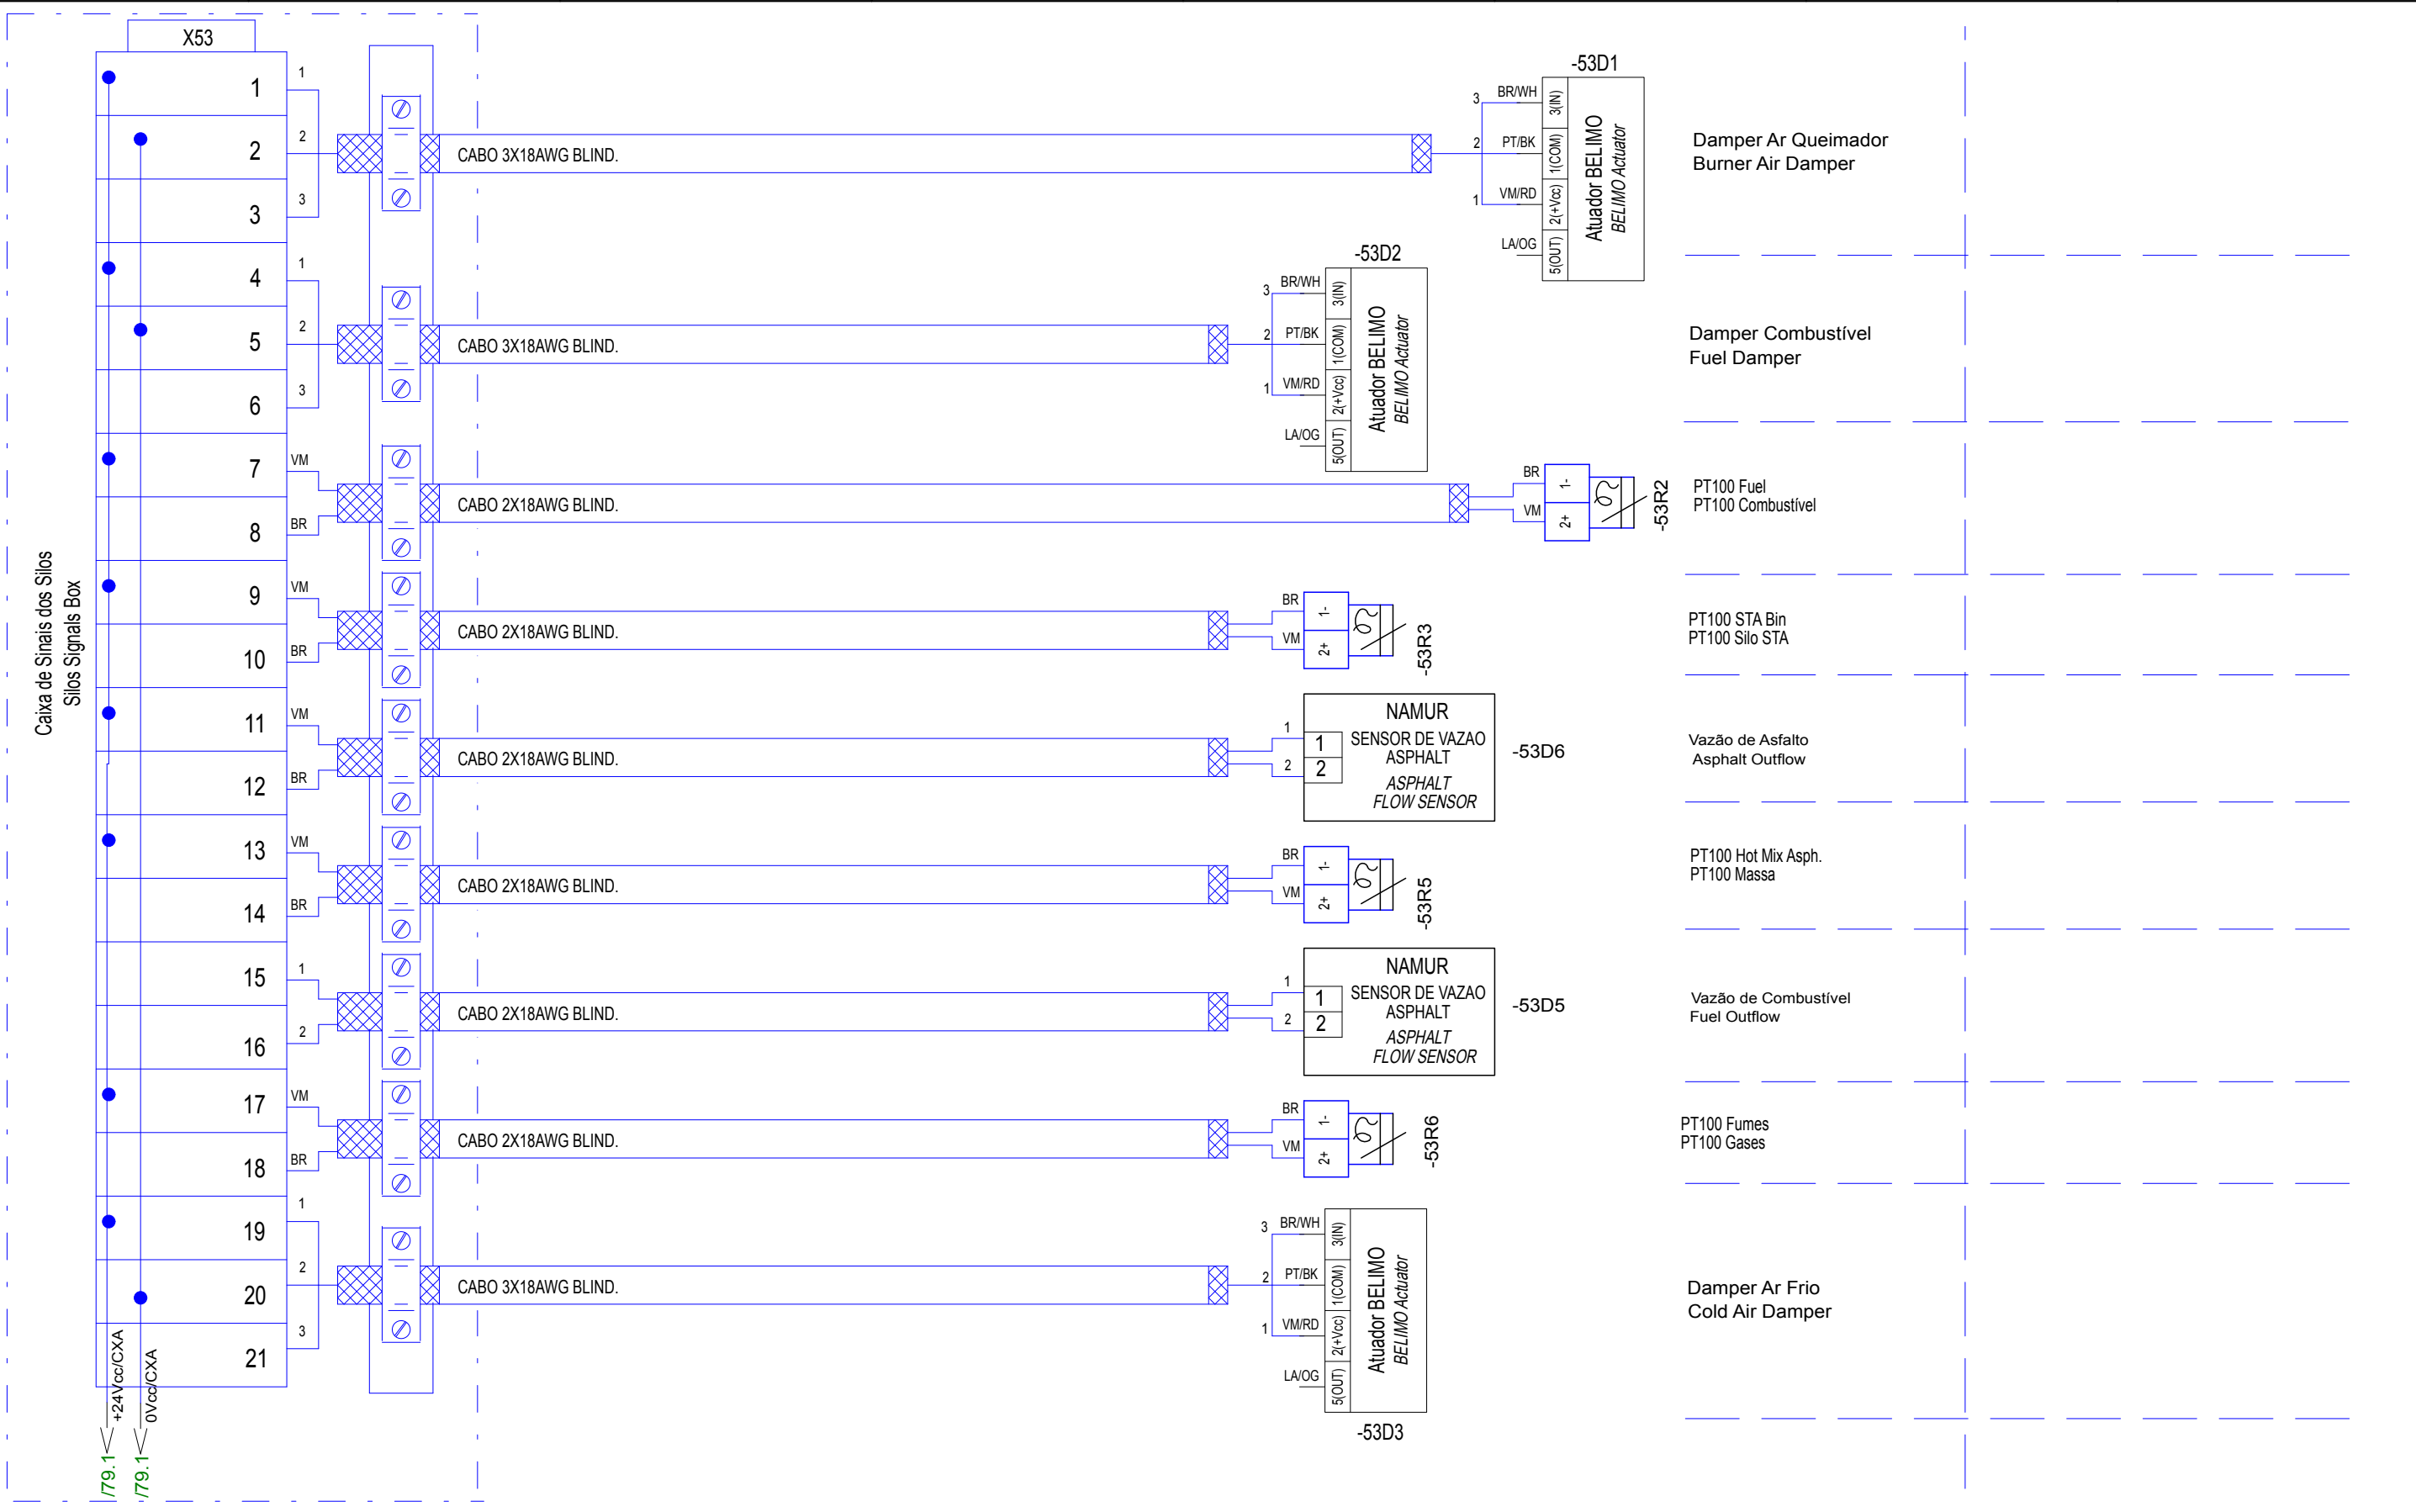 X53
Caixa de Sinais dos Silos
Silos Signals Box
1
2
3
4
5
6
7
8
9
10
11
12
13
14
15
16
17
18
19
20
21
+24Vcc/CXA
0Vcc/CXA
/79.1
/79.1
1
2
3
CABO 3X18AWG BLIND.
-53D1
3 BR/WH 3(IN)
2 PT/BK 1(COM)
1 VM/RD 2(+Vcc)
LA/OG 5(OUT)
Atuador BELIMO
BELIMO Actuator
Damper Ar Queimador
Burner Air Damper
1
2
3
CABO 3X18AWG BLIND.
-53D2
3 BR/WH 3(IN)
2 PT/BK 1(COM)
1 VM/RD 2(+Vcc)
LA/OG 5(OUT)
Atuador BELIMO
BELIMO Actuator
Damper Combustível
Fuel Damper
VM
BR
CABO 2X18AWG BLIND.
BR 1-
VM 2+
-53R2
PT100 Fuel
PT100 Combustível
VM
BR
CABO 2X18AWG BLIND.
BR 1-
VM 2+
-53R3
PT100 STA Bin
PT100 Silo STA
VM
BR
CABO 2X18AWG BLIND.
1 1
2 2
NAMUR
SENSOR DE VAZAO
ASPHALT
ASPHALT
FLOW SENSOR
-53D6
Vazão de Asfalto
Asphalt Outflow
VM
BR
CABO 2X18AWG BLIND.
BR 1-
VM 2+
-53R5
PT100 Hot Mix Asph.
PT100 Massa
1
2
CABO 2X18AWG BLIND.
1 1
2 2
NAMUR
SENSOR DE VAZAO
ASPHALT
ASPHALT
FLOW SENSOR
-53D5
Vazão de Combustível
Fuel Outflow
VM
BR
CABO 2X18AWG BLIND.
BR 1-
VM 2+
-53R6
PT100 Fumes
PT100 Gases
1
2
3
CABO 3X18AWG BLIND.
3 BR/WH 3(IN)
2 PT/BK 1(COM)
1 VM/RD 2(+Vcc)
LA/OG 5(OUT)
Atuador BELIMO
BELIMO Actuator
-53D3
Damper Ar Frio
Cold Air Damper